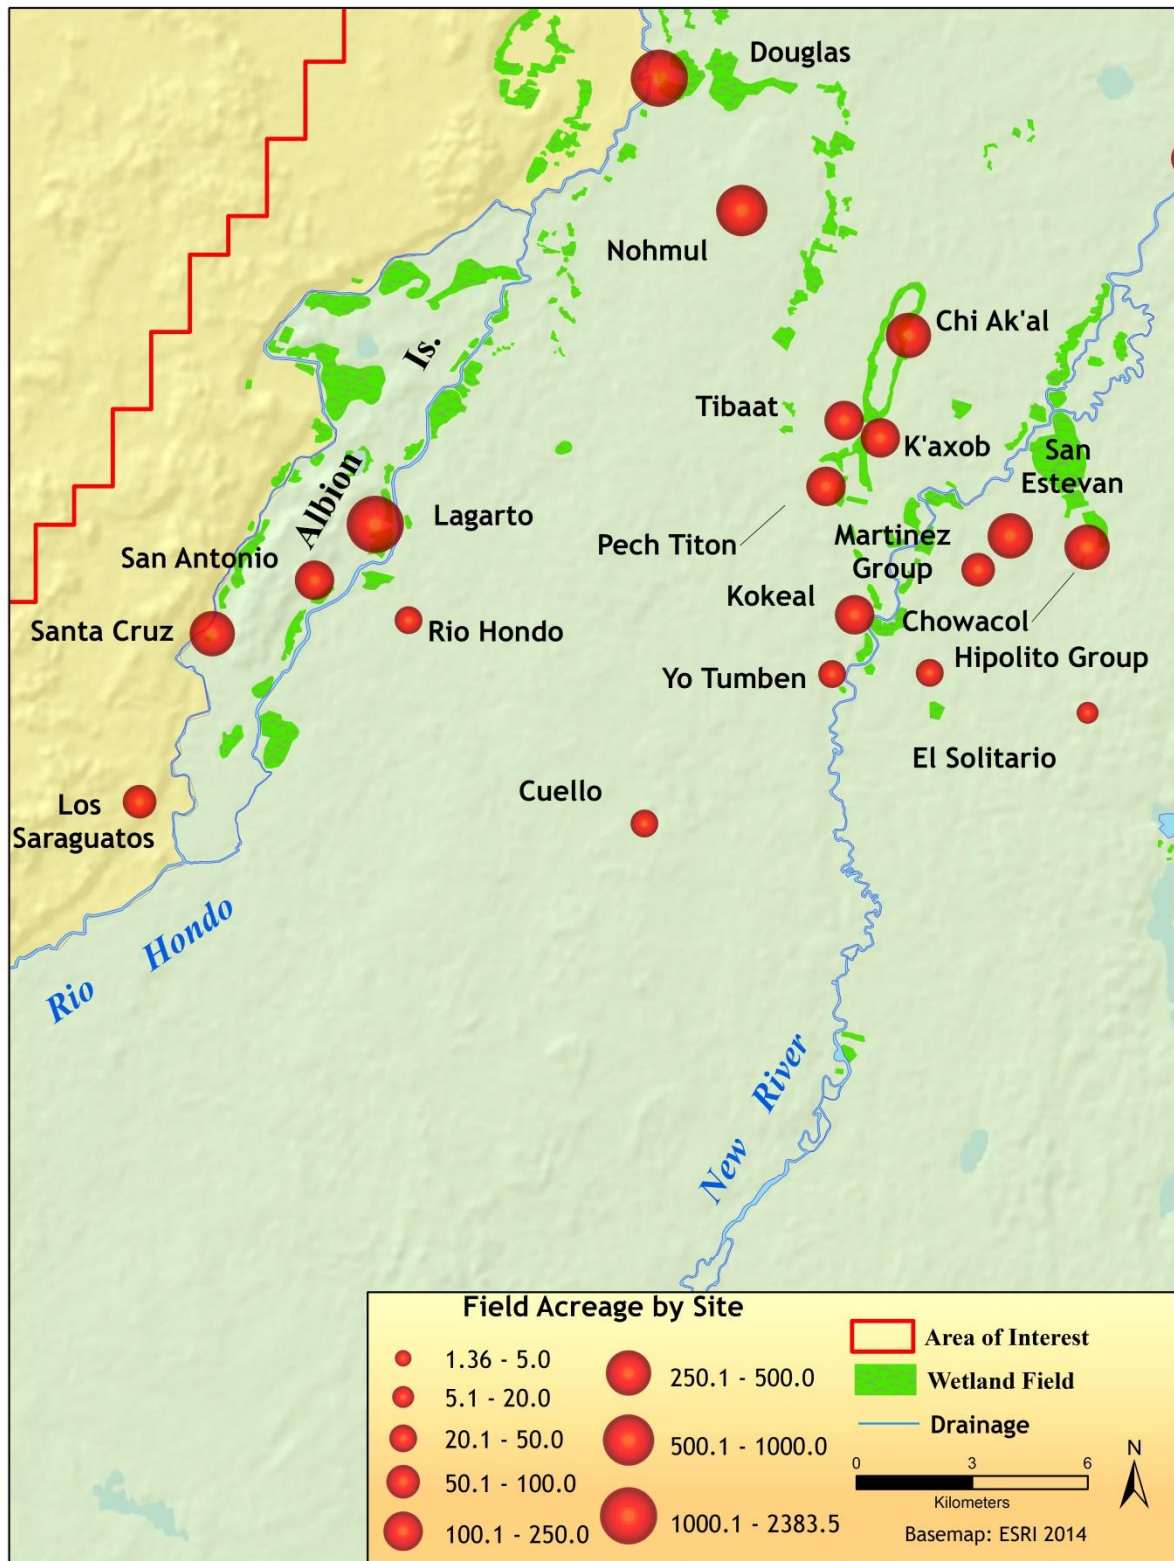 Douglas
Nohmul
Chi Ak'al
Is.
Tibaat
K'axob
San
Estevan
Albion
Lagarto
Pech Titon
Martinez
Group
San Antonio
Kokeal
Chowacol
Santa Cruz
Rio Hondo
Hipolito Group
Yo Tumben
El Solitario
Cuello
Los
Saraguatos
Rio Hondo
New River
Field Acreage by Site
1.36 - 5.0
5.1 - 20.0
20.1 - 50.0
50.1 - 100.0
100.1 - 250.0
250.1 - 500.0
500.1 - 1000.0
1000.1 - 2383.5
Area of Interest
Wetland Field
Drainage
0 3 6
Kilometers
N
Basemap: ESRI 2014